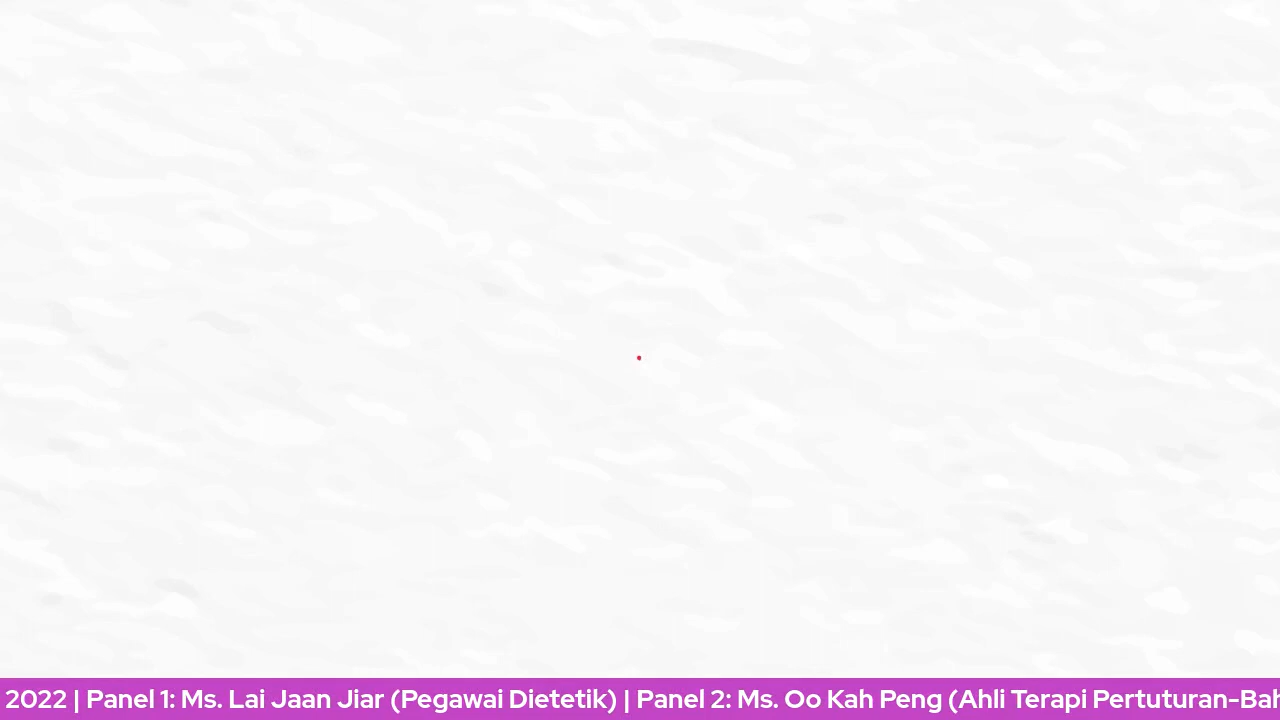 2022 | Panel 1: Ms. Lai Jaan Jiar (Pegawai Dietetik) | Panel 2: Ms. Oo Kah Peng (Ahli Terapi Pertuturan-Bah